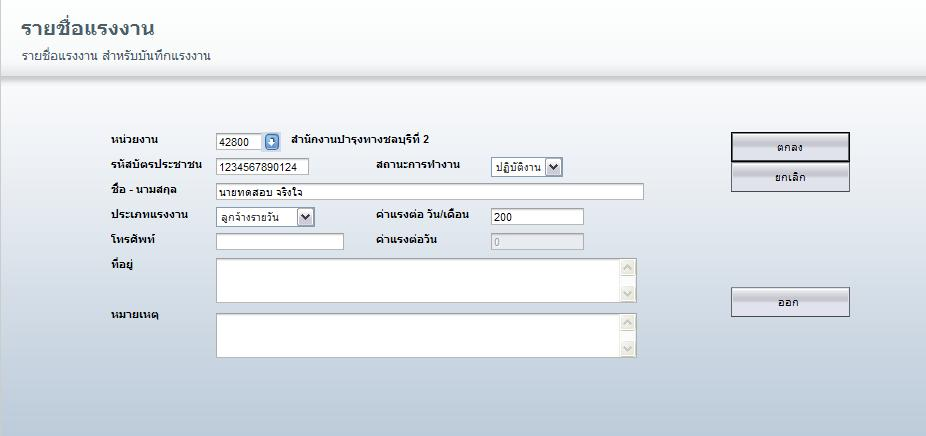 รายชื่อแรงงาน
รายชื่อแรงงาน สำหรับบันทึกแรงงาน
หน่วยงาน 42800 สำนักงานบำรุงทางชลบุรีที่ 2 ตกลง
รหัสบัตรประชาชน 1234567890124 สถานะการทำงาน ปฏิบัติงาน ยกเลิก
ชื่อ - นามสกุล นายทดสอบ จริงใจ
ประเภทแรงงาน ลูกจ้างรายวัน ค่าแรงต่อ วัน/เดือน 200
โทรศัพท์ ค่าแรงต่อวัน 0
ที่อยู่
ออก
หมายเหตุ